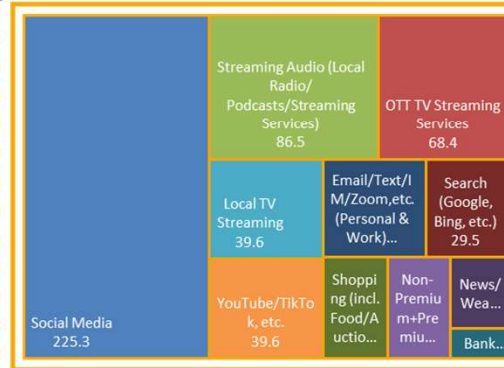 Streaming Audio (Local
Radio/
Podcasts/Streaming
Services)
86.5
OTT TV Streaming
Services
68.4
Local TV
Streaming
39.6
Email/Text/I
M/Zoom,etc.
(Personal &
Work)...
Search
(Google,
Bing, etc.)
29.5
Social Media
225.3
YouTube/TikTo
k, etc.
39.6
Shoppi
ng (incl.
Food/A
uctio...
Non-
Premiu
m+Pre
miu...
News/
Wea...
Bank...